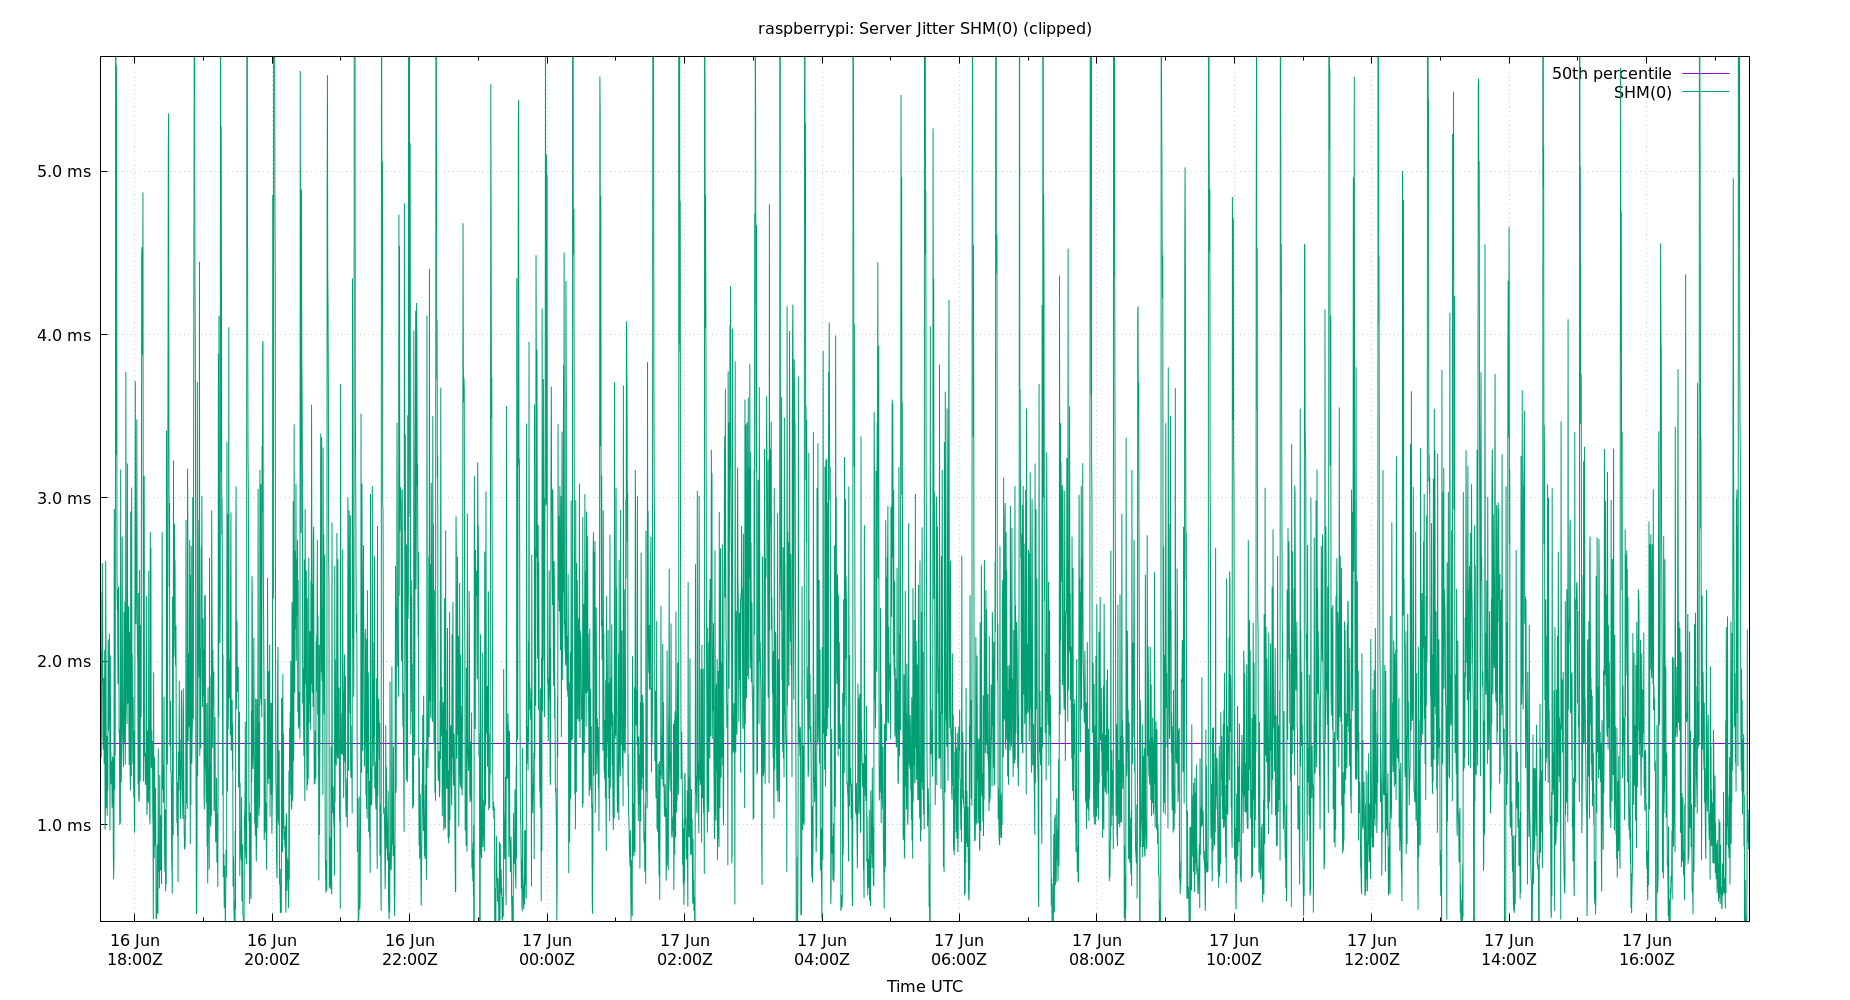 raspberrypi: Server Jitter SHM(0) (clipped)
50th percentile
SHM(0)
5.0 ms
4.0 ms
3.0 ms
2.0 ms
1.0 ms
16 Jun 16 Jun 16 Jun 17 Jun 17 Jun 17 Jun 17 Jun 17 Jun 17 Jun 17 Jun 17 Jun 17 Jun
18:00Z 20:00Z 22:00Z 00:00Z 02:00Z 04:00Z 06:00Z 08:00Z 10:00Z 12:00Z 14:00Z 16:00Z
Time UTC